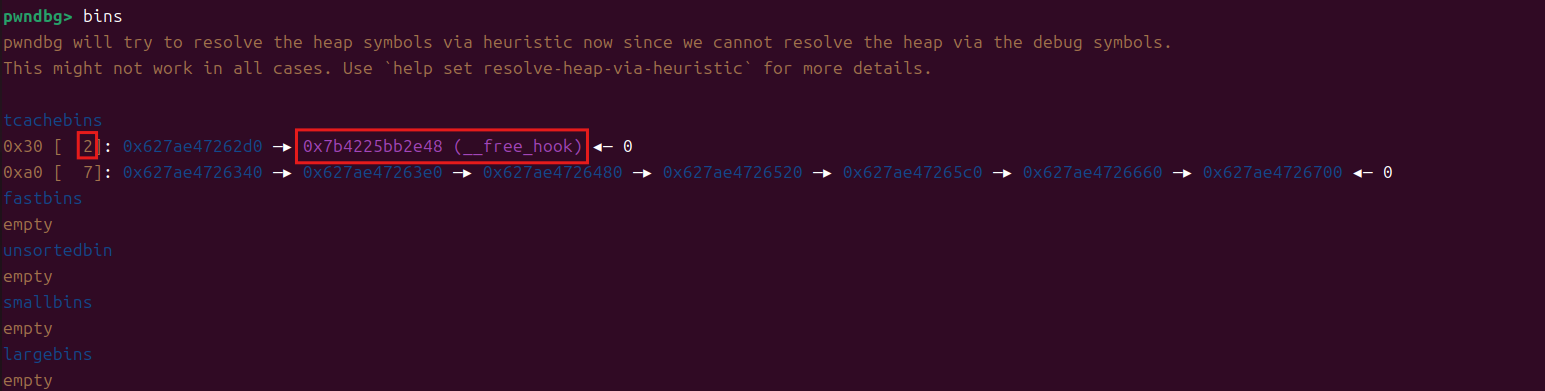 pwndbg> bins
pwndbg will try to resolve the heap symbols via heuristic now since we cannot resolve the heap via the debug symbols.
This might not work in all cases. Use `help set resolve-heap-via-heuristic` for more details.
tcachebins
0x30 [  2]: 0x627ae47262d0 —▸ 0x7b4225bb2e48 (__free_hook) ◂— 0
0xa0 [  7]: 0x627ae4726340 —▸ 0x627ae47263e0 —▸ 0x627ae4726480 —▸ 0x627ae4726520 —▸ 0x627ae47265c0 —▸ 0x627ae4726660 —▸ 0x627ae4726700 ◂— 0
fastbins
empty
unsortedbin
empty
smallbins
empty
largebins
empty